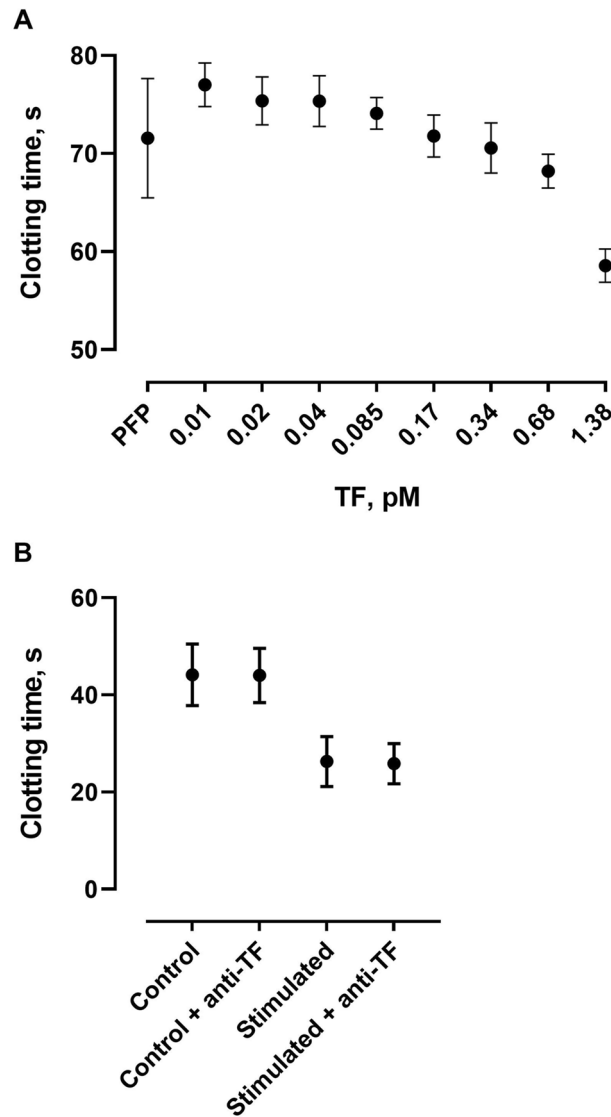 A
Clotting time, s
80
70
60
50
PFP
0.01
0.02
0.04
0.085
0.17
0.34
0.68
1.38
TF, pM
B
Clotting time, s
60
40
20
0
Control
Control + anti-TF
Stimulated
Stimulated + anti-TF